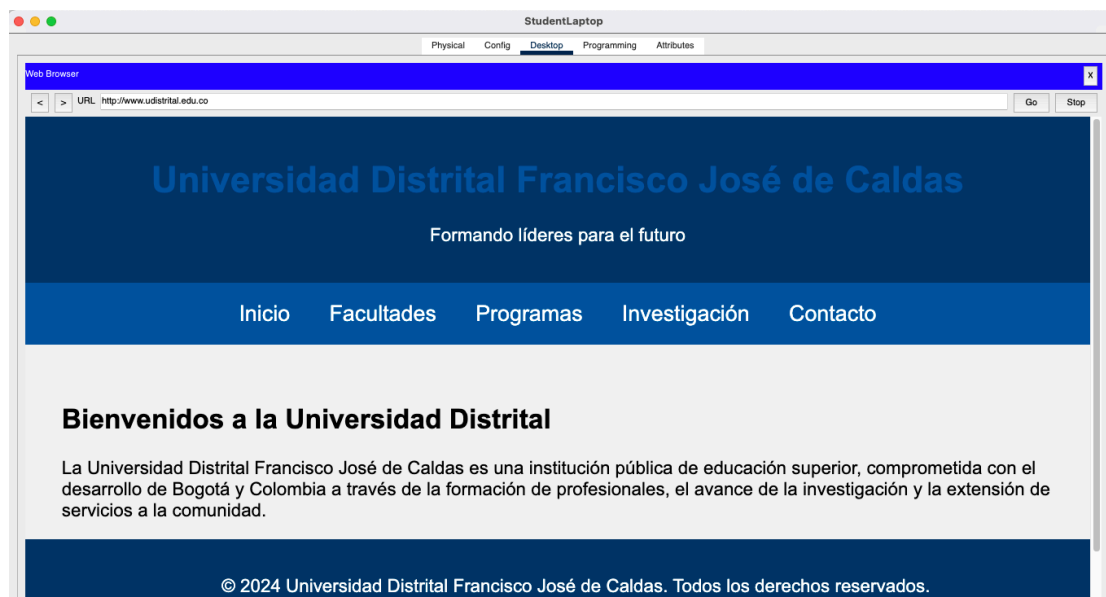 StudentLaptop
Physical Config Desktop Programming Attributes
Web Browser X
< > URL http://www.udistrital.edu.co Go Stop
Universidad Distrital Francisco José de Caldas
Formando líderes para el futuro
Inicio Facultades Programas Investigación Contacto
Bienvenidos a la Universidad Distrital
La Universidad Distrital Francisco José de Caldas es una institución pública de educación superior, comprometida con el
desarrollo de Bogotá y Colombia a través de la formación de profesionales, el avance de la investigación y la extensión de
servicios a la comunidad.
© 2024 Universidad Distrital Francisco José de Caldas. Todos los derechos reservados.